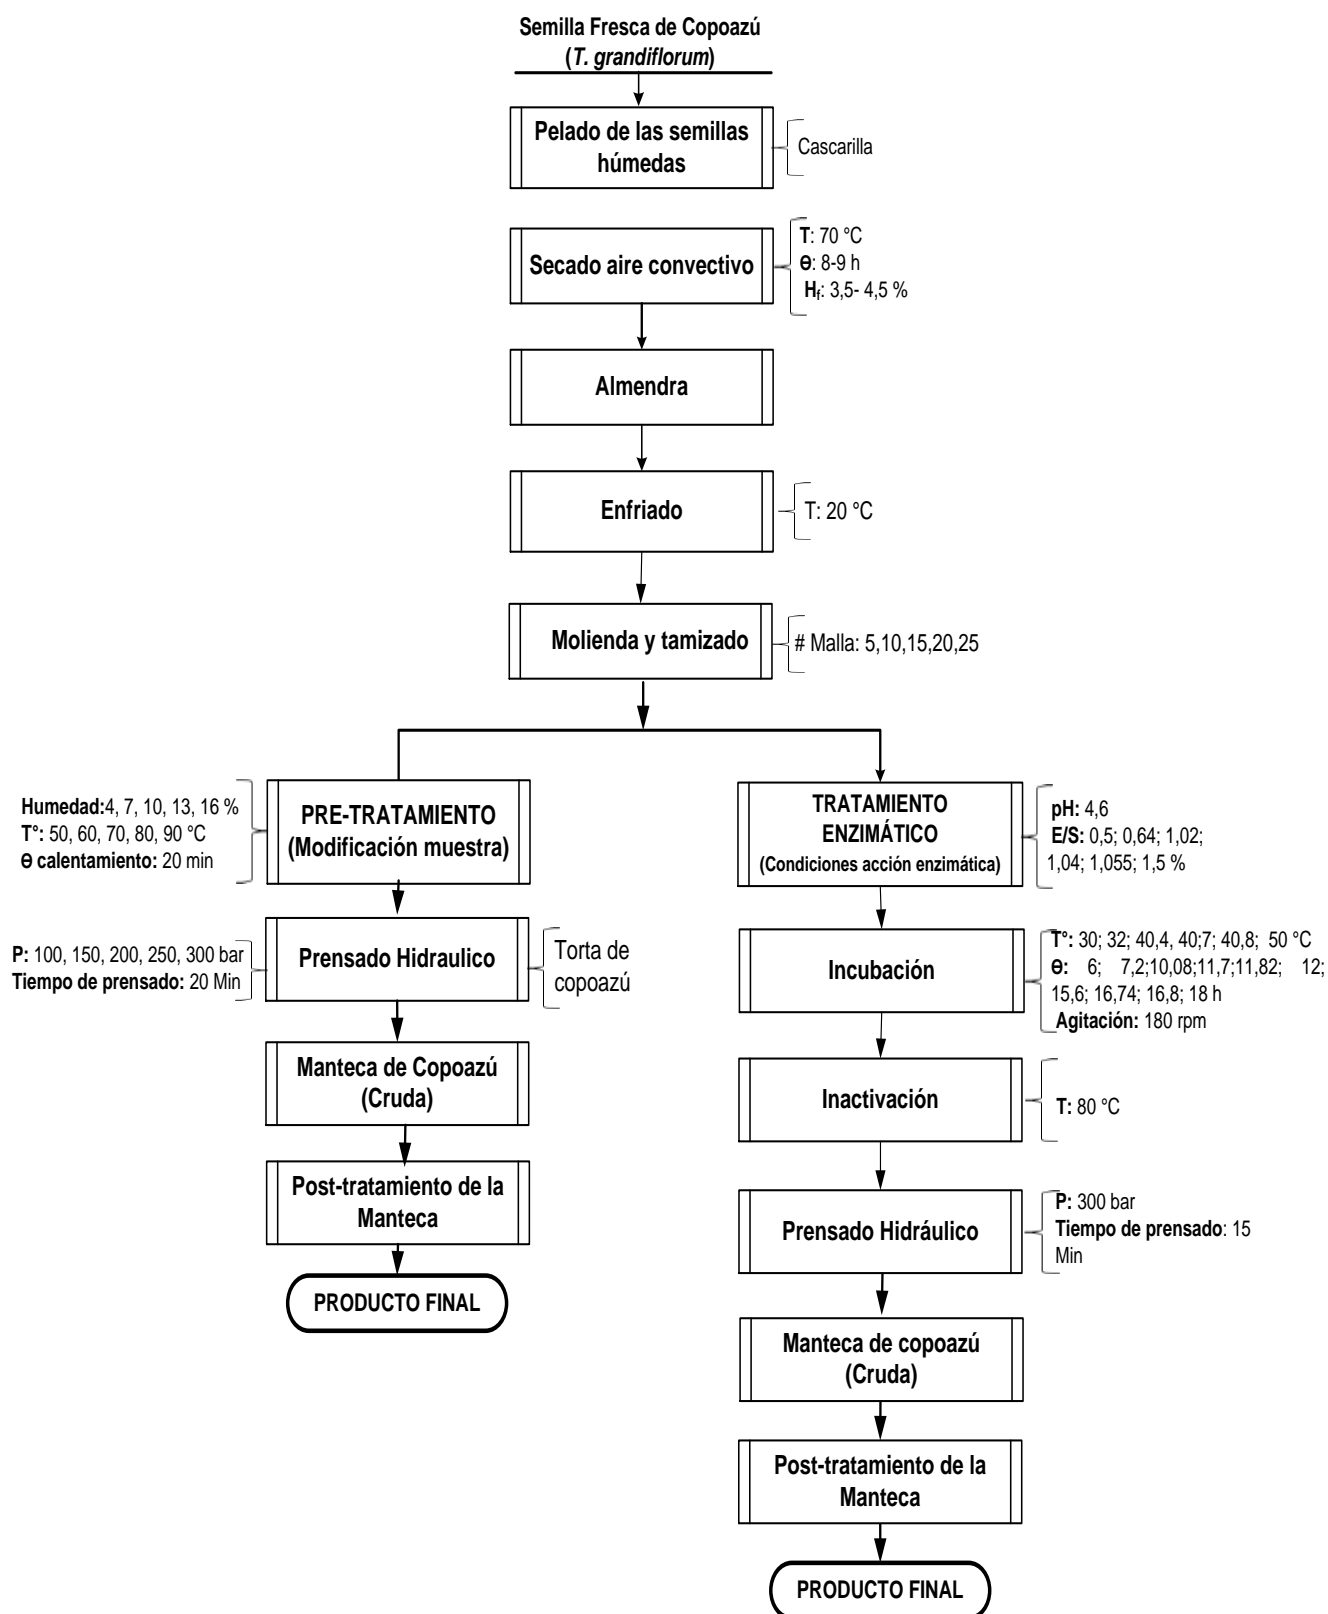 Semilla Fresca de Copoazú
(T. grandiflorum)
Pelado de las semillas
húmedas
Cascarilla
Secado aire convectivo
T: 70 °C
Ɵ: 8-9 h
Hf: 3,5- 4,5 %
Almendra
Enfriado
T: 20 °C
Molienda y tamizado
# Malla: 5,10,15,20,25
Humedad:4, 7, 10, 13, 16 %
T°: 50, 60, 70, 80, 90 °C
Ɵ calentamiento: 20 min
PRE-TRATAMIENTO
(Modificación muestra)
P: 100, 150, 200, 250, 300 bar
Tiempo de prensado: 20 Min
Prensado Hidraulico
Torta de
copoazú
Manteca de Copoazú
(Cruda)
Post-tratamiento de la
Manteca
PRODUCTO FINAL
TRATAMIENTO
ENZIMÁTICO
(Condiciones acción enzimática)
pH: 4,6
E/S: 0,5; 0,64; 1,02;
1,04; 1,055; 1,5 %
Incubación
T°: 30; 32; 40,4, 40;7; 40,8; 50 °C
Ɵ: 6; 7,2;10,08;11,7;11,82; 12;
15,6; 16,74; 16,8; 18 h
Agitación: 180 rpm
Inactivación
T: 80 °C
Prensado Hidráulico
P: 300 bar
Tiempo de prensado: 15
Min
Manteca de copoazú
(Cruda)
Post-tratamiento de la
Manteca
PRODUCTO FINAL